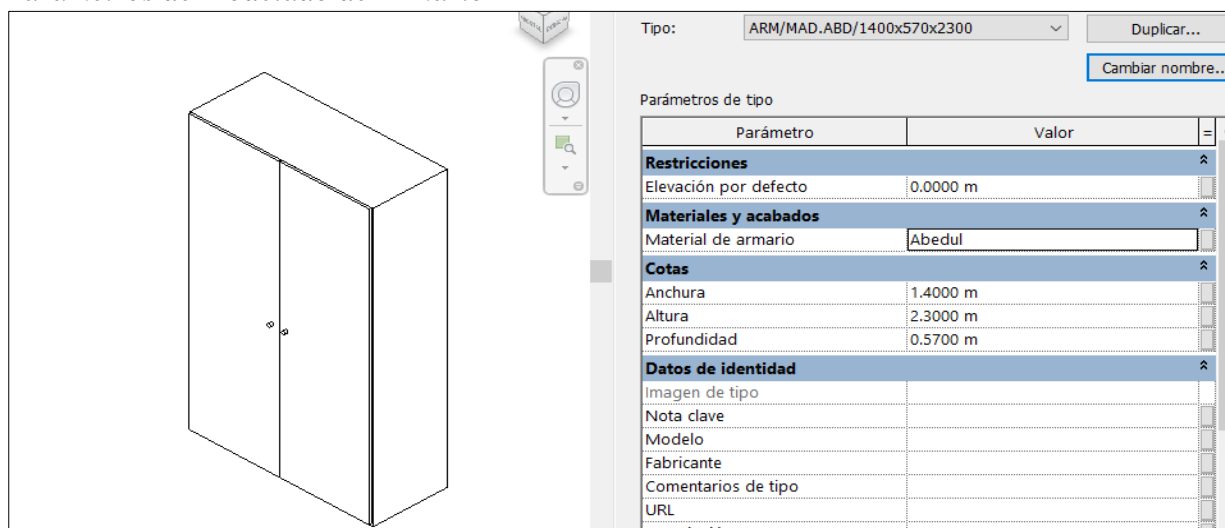 Tipo:
ARM/MAD.ABD/1400x570x2300
Duplicar...
Cambiar nombre..
Parámetros de tipo
Parámetro Valor =
Restricciones
Elevación por defecto 0.0000 m
Materiales y acabados
Material de armario Abedul
Cotas
Anchura 1.4000 m
Altura 2.3000 m
Profundidad 0.5700 m
Datos de identidad
Imagen de tipo
Nota clave
Modelo
Fabricante
Comentarios de tipo
URL